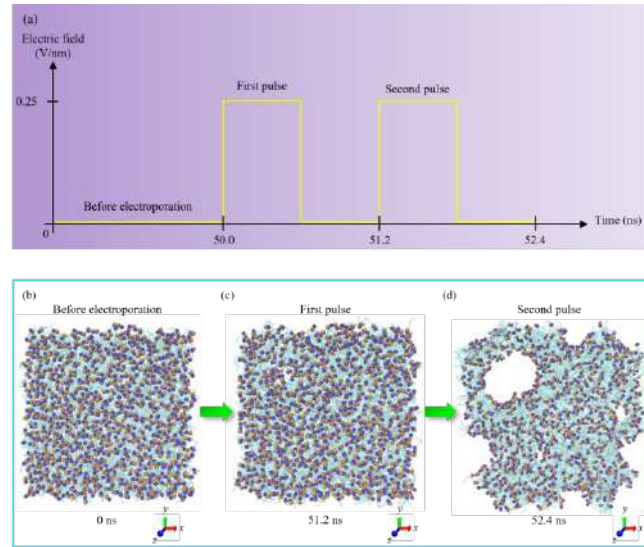 (a)
Electric field
(V/nm)
First pulse
Second pulse
0.25
Before electroporation
Time (ns)
0
50.0
51.2
52.4
(b)
(c)
(d)
Before electroporation
First pulse
Second pulse
0 ns
51.2 ns
52.4 ns
y
x
z
y
x
z
y
x
z